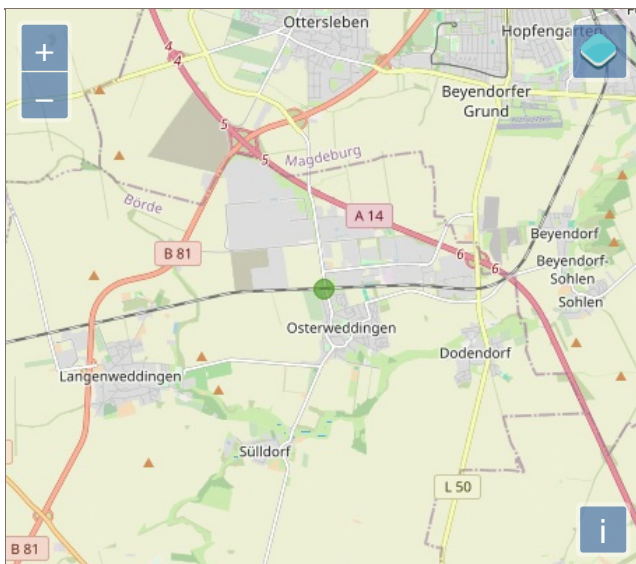 +
−
Ottersleben
Hopfengarten
4
4
Beyendorfer
Grund
5
5
Magdeburg
Börde
A 14
B 81
6
6
Beyendorf
Beyendorf-
Sohlen
Sohlen
Osterweddingen
Dodendorf
Langenweddingen
Sülldorf
L 50
B 81
i